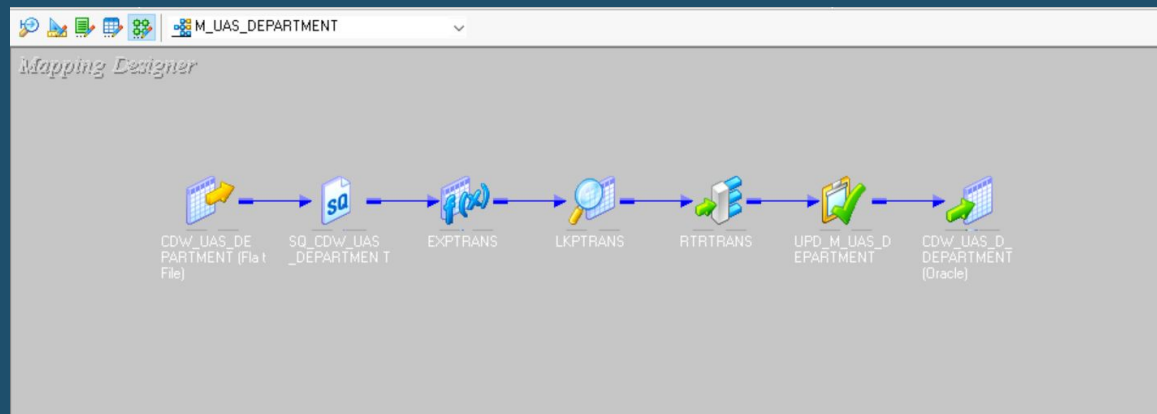 M_UAS_DEPARTMENT
Mapping Designer
CDW_UAS_DE
PARTMENT (Fla t
File)
SQ_CDW_UAS
_DEPARTMEN T
EXPTRANS
LKPTRANS
RTRTRANS
UPD_M_UAS_D
EPARTMENT
CDW_UAS_D_
DEPARTMENT
(Oracle)